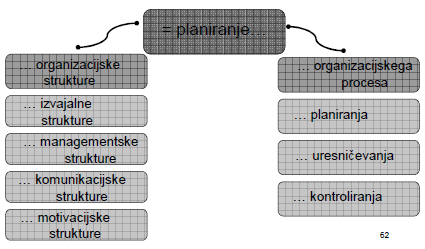 = planiranje…
… organizacijske
strukture
… izvajalne
strukture
… managementske
strukture
… komunikacijske
strukture
… motivacijske
strukture
… organizacijskega
procesa
… planiranja
… uresničevanja
… kontroliranja
62